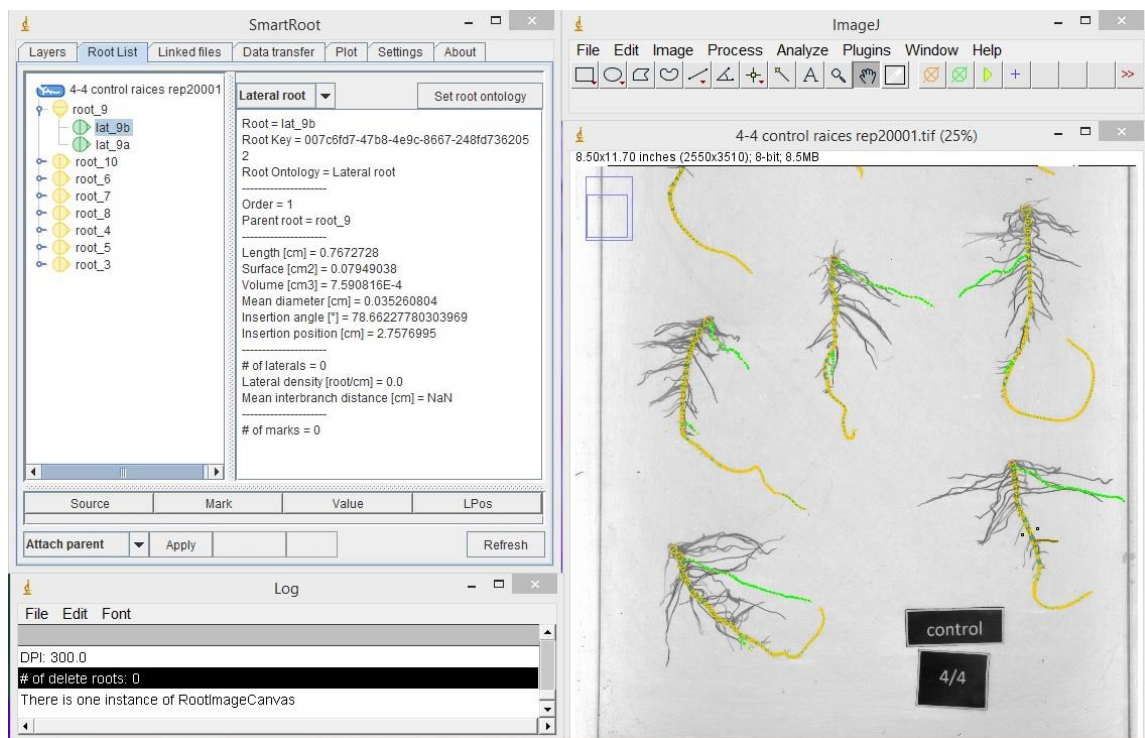 SmartRoot
Layers Root List Linked files Data transfer Plot Settings About
4-4 control raices rep20001
root_9
lat_9b
lat_9a
root_10
root_6
root_7
root_8
root_4
root_5
root_3
Lateral root
Set root ontology
Root = lat_9b
Root Key = 007c6fd7-47b8-4e9c-8667-248fd736205
2
Root Ontology = Lateral root
----------------------
Order = 1
Parent root = root_9
----------------------
Length [cm] = 0.7672728
Surface [cm2] = 0.07949038
Volume [cm3] = 7.590816E-4
Mean diameter [cm] = 0.035260804
Insertion angle [°] = 78.66227780303969
Insertion position [cm] = 2.7576995
----------------------
# of laterals = 0
Lateral density [root/cm] = 0.0
Mean interbranch distance [cm] = NaN
----------------------
# of marks = 0
Source Mark Value LPos
Attach parent Apply Refresh
Log
File Edit Font
DPI: 300.0
# of delete roots: 0
There is one instance of RootImageCanvas
ImageJ
File Edit Image Process Analyze Plugins Window Help
A >>
4-4 control raices rep20001.tif (25%)
8.50x11.70 inches (2550x3510); 8-bit; 8.5MB
control
4/4